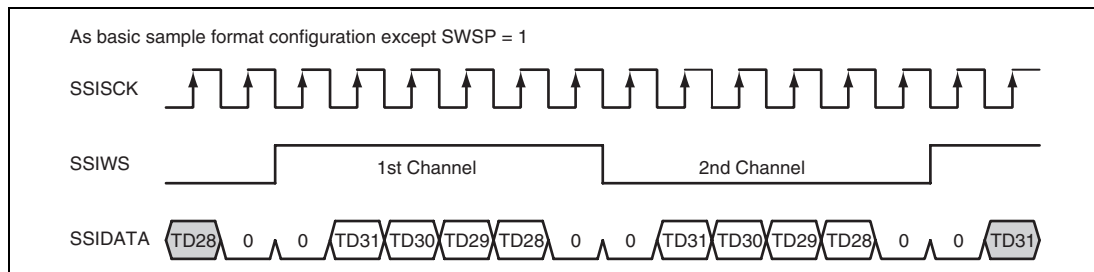 As basic sample format configuration except SWSP = 1
SSISCK
SSIWS 1st Channel 2nd Channel
SSIDATA TD28 0 0 TD31 TD30 TD29 TD28 0 0 TD31 TD30 TD29 TD28 0 0 TD31